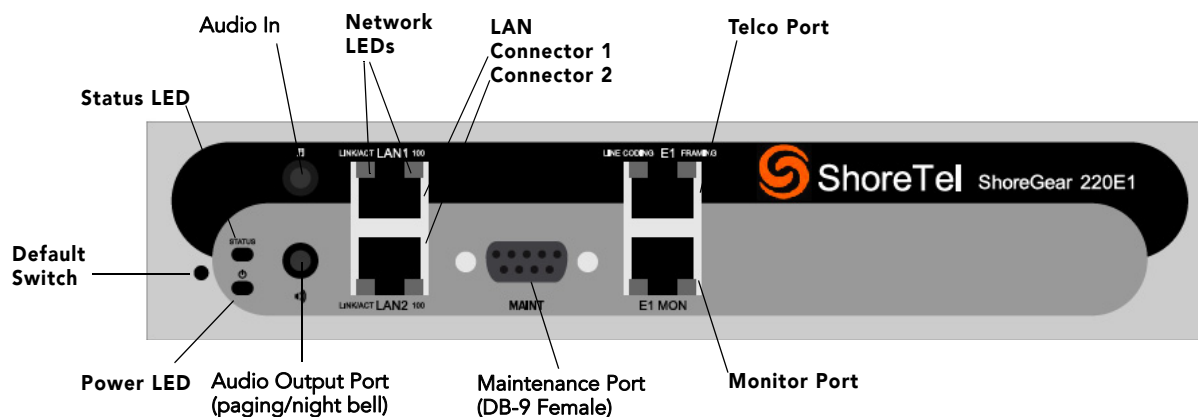 Audio In
Network
LEDs
LAN
Connector 1
Connector 2
Telco Port
Status LED
LINK/ACT LAN1 100
LINE CODING E1 FRAMING
ShoreTel ShoreGear 220E1
STATUS
Default
Switch
LINK/ACT LAN2 100
MAINT
E1 MON
Power LED
Audio Output Port
(paging/night bell)
Maintenance Port
(DB-9 Female)
Monitor Port